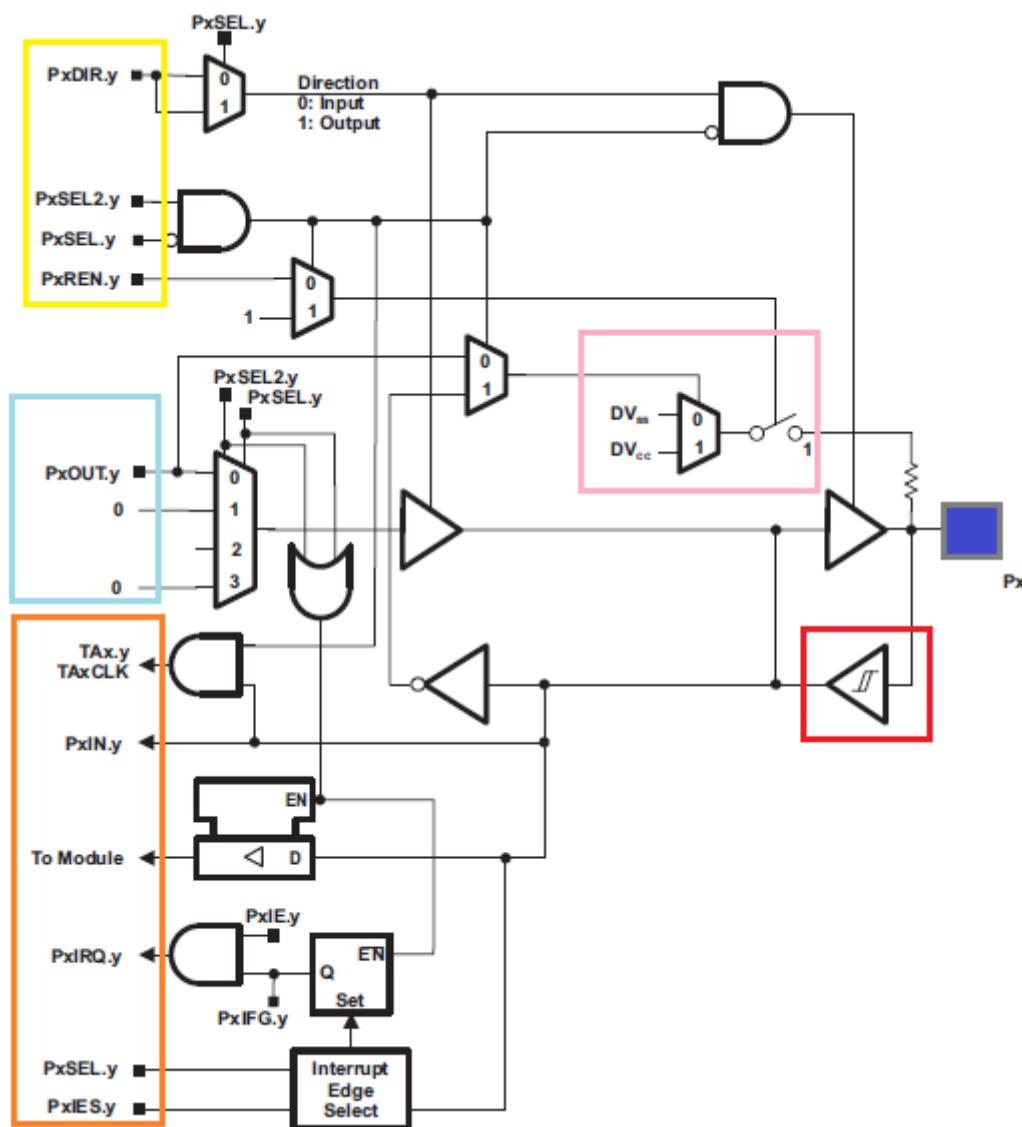 PxSEL.y
PxDIR.y
0
1
Direction
0: Input
1: Output
PxSEL2.y
PxSEL.y
PxREN.y
0
1
1
0
1
PxSEL2.y
PxSEL.y
DVss
0
DVcc
1
1
PxOUT.y
0
0
1
2
0
3
Px
TAx.y
TAxCLK
PxIN.y
EN
To Module
D
PxIE.y
PxIRQ.y
EN
Q
Set
PxIFG.y
PxSEL.y
PxIES.y
Interrupt
Edge
Select